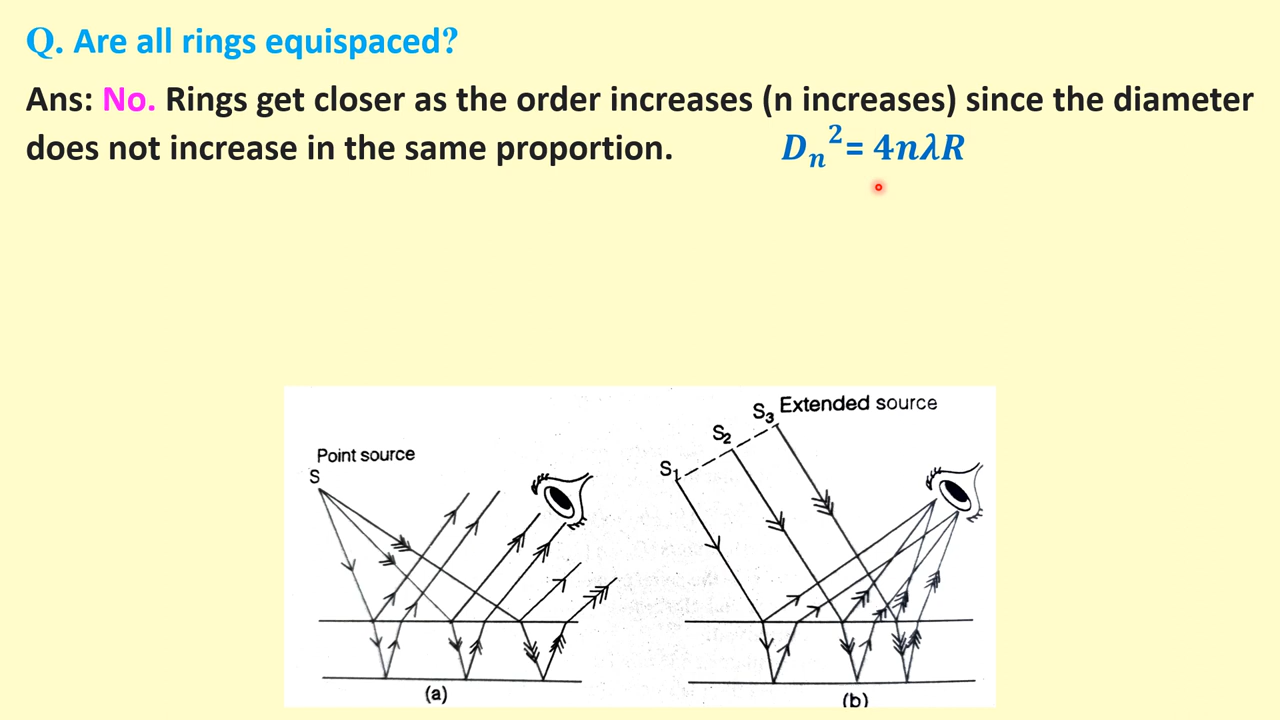 Q. Are all rings equispaced?
Ans: No. Rings get closer as the order increases (n increases) since the diameter
does not increase in the same proportion. Dₙ²= 4nλR
S₃ Extended source
S₂
Point source
S₁
S
(a)
(b)